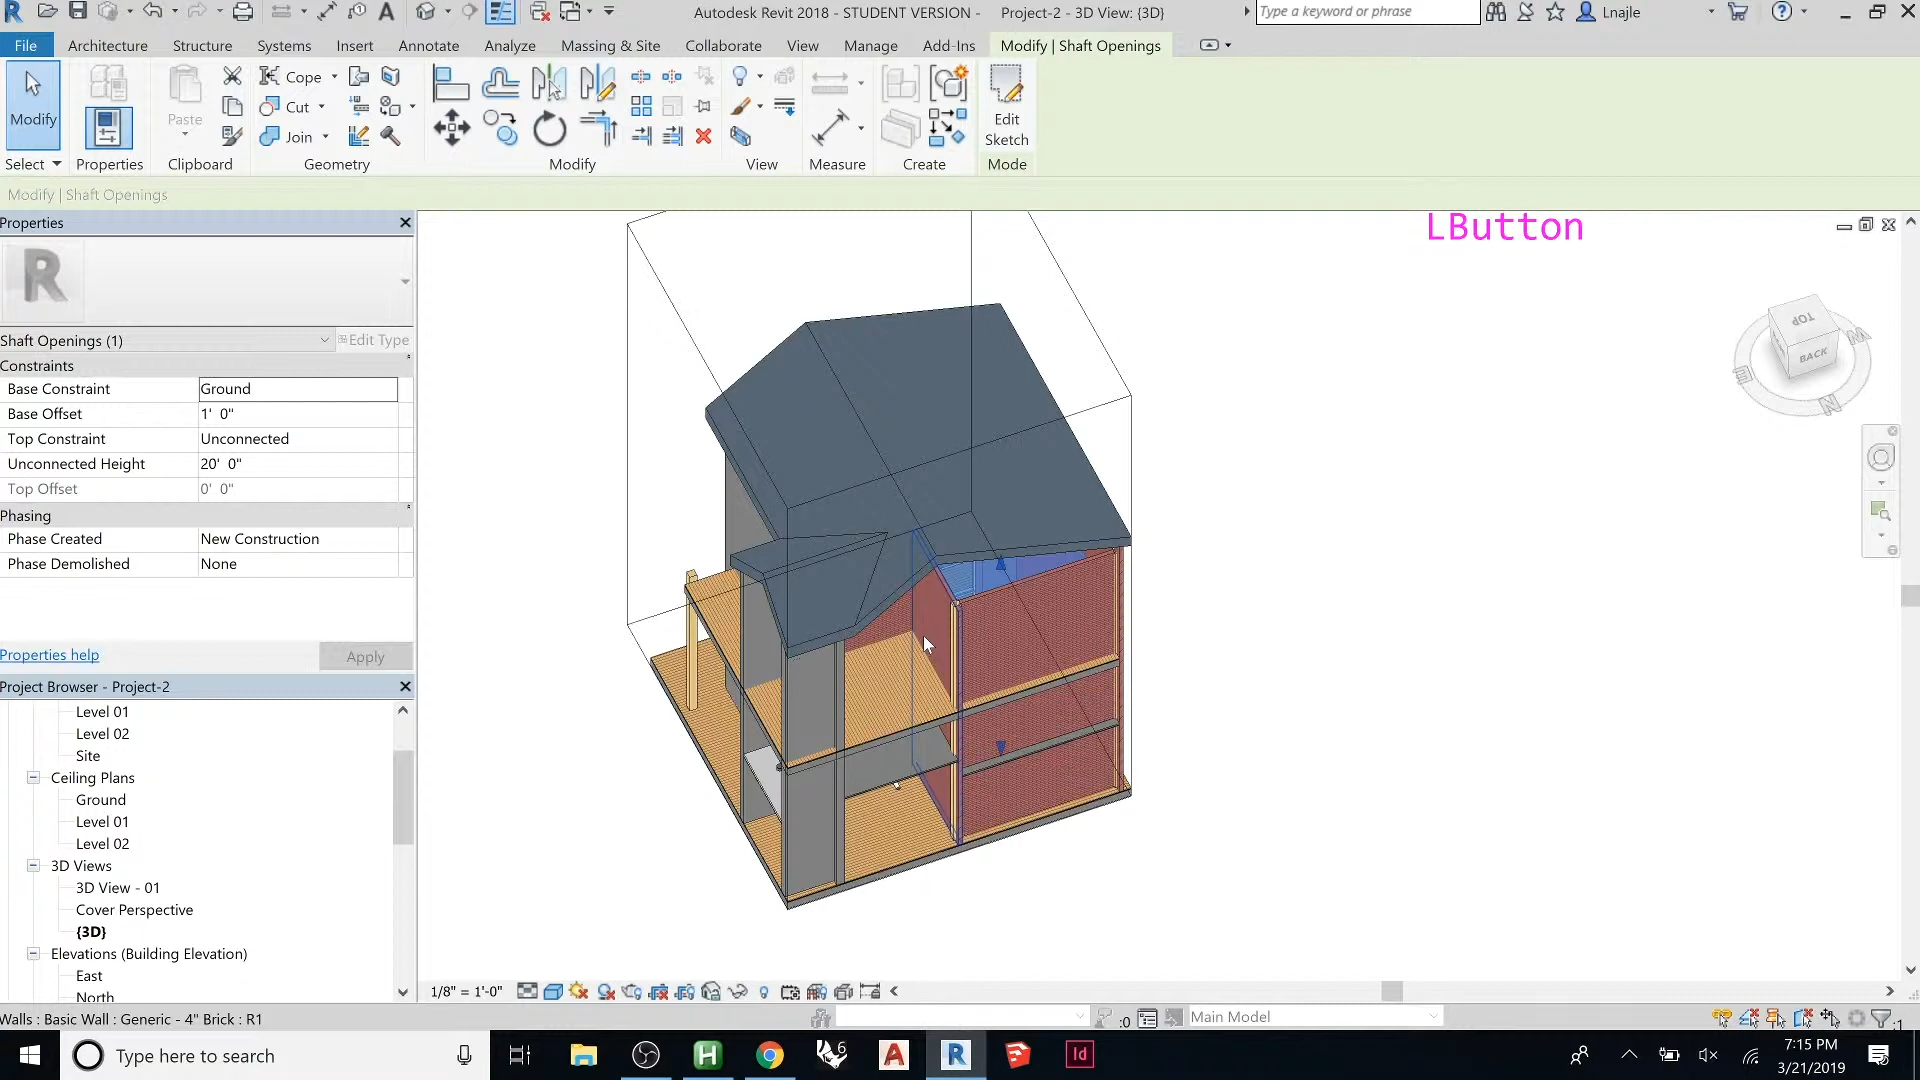 Autodesk Revit 2018 - STUDENT VERSION - Project-2 - 3D View: {3D}
Type a keyword or phrase
Lnajle
File Architecture Structure Systems Insert Annotate Analyze Massing & Site Collaborate View Manage Add-Ins Modify | Shaft Openings
Cope
Cut
Join
Modify
Paste
Edit
Sketch
Select Properties Clipboard Geometry Modify View Measure Create Mode
Modify | Shaft Openings
Properties
LButton
Shaft Openings (1)
Edit Type
Constraints
Base Constraint Ground
Base Offset 1' 0"
Top Constraint Unconnected
Unconnected Height 20' 0"
Top Offset 0' 0"
Phasing
Phase Created New Construction
Phase Demolished None
Properties help
Apply
TOP
BACK
W
E
N
Project Browser - Project-2
Level 01
Level 02
Site
Ceiling Plans
Ground
Level 01
Level 02
3D Views
3D View - 01
Cover Perspective
{3D}
Elevations (Building Elevation)
East
North
1/8" = 1'-0"
Walls : Basic Wall : Generic - 4" Brick : R1
:0
Main Model
:1
Type here to search
7:15 PM
3/21/2019